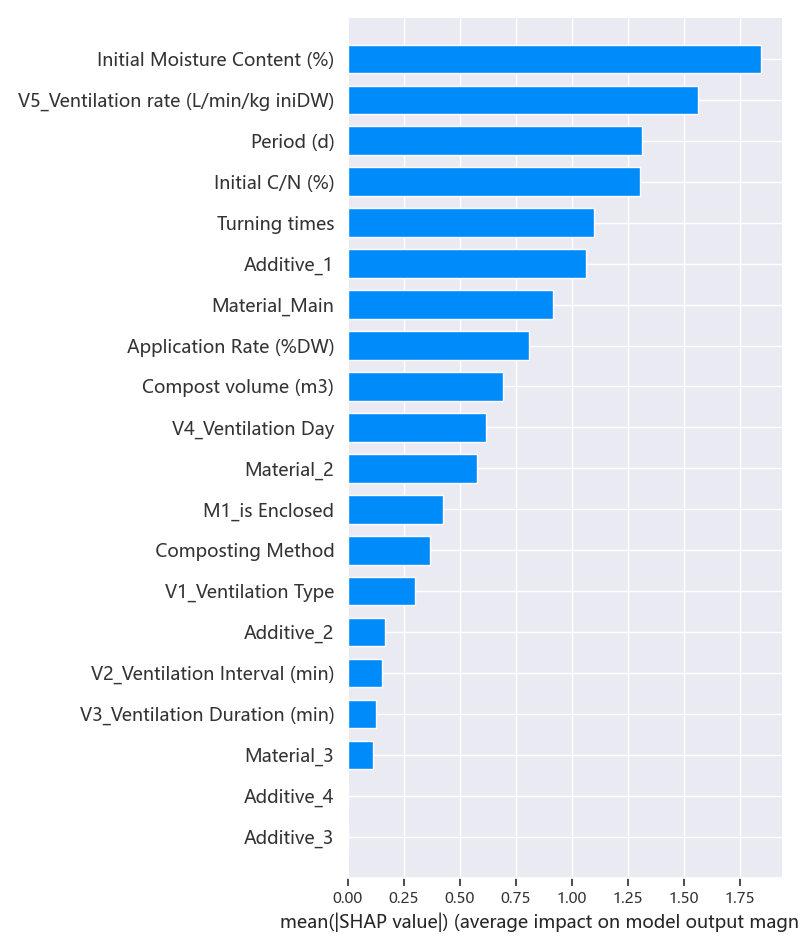 Initial Moisture Content (%)
V5_Ventilation rate (L/min/kg iniDW)
Period (d)
Initial C/N (%)
Turning times
Additive_1
Material_Main
Application Rate (%DW)
Compost volume (m3)
V4_Ventilation Day
Material_2
M1_is Enclosed
Composting Method
V1_Ventilation Type
Additive_2
V2_Ventilation Interval (min)
V3_Ventilation Duration (min)
Material_3
Additive_4
Additive_3
0.00 0.25 0.50 0.75 1.00 1.25 1.50 1.75
mean(|SHAP value|) (average impact on model output magn